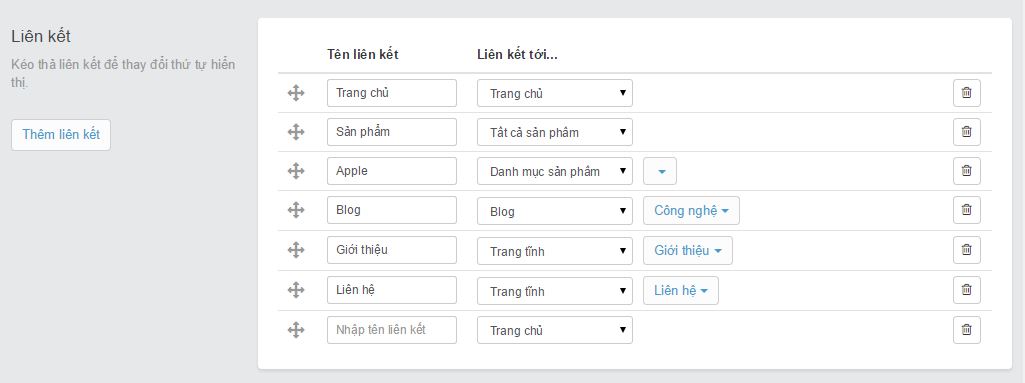 Liên kết
Kéo thả liên kết để thay đổi thứ tự hiển
thị.
Thêm liên kết
Tên liên kết Liên kết tới...
Trang chủ Trang chủ
Sản phẩm Tất cả sản phẩm
Apple Danh mục sản phẩm
Blog Blog Công nghệ
Giới thiệu Trang tĩnh Giới thiệu
Liên hệ Trang tĩnh Liên hệ
Nhập tên liên kết Trang chủ